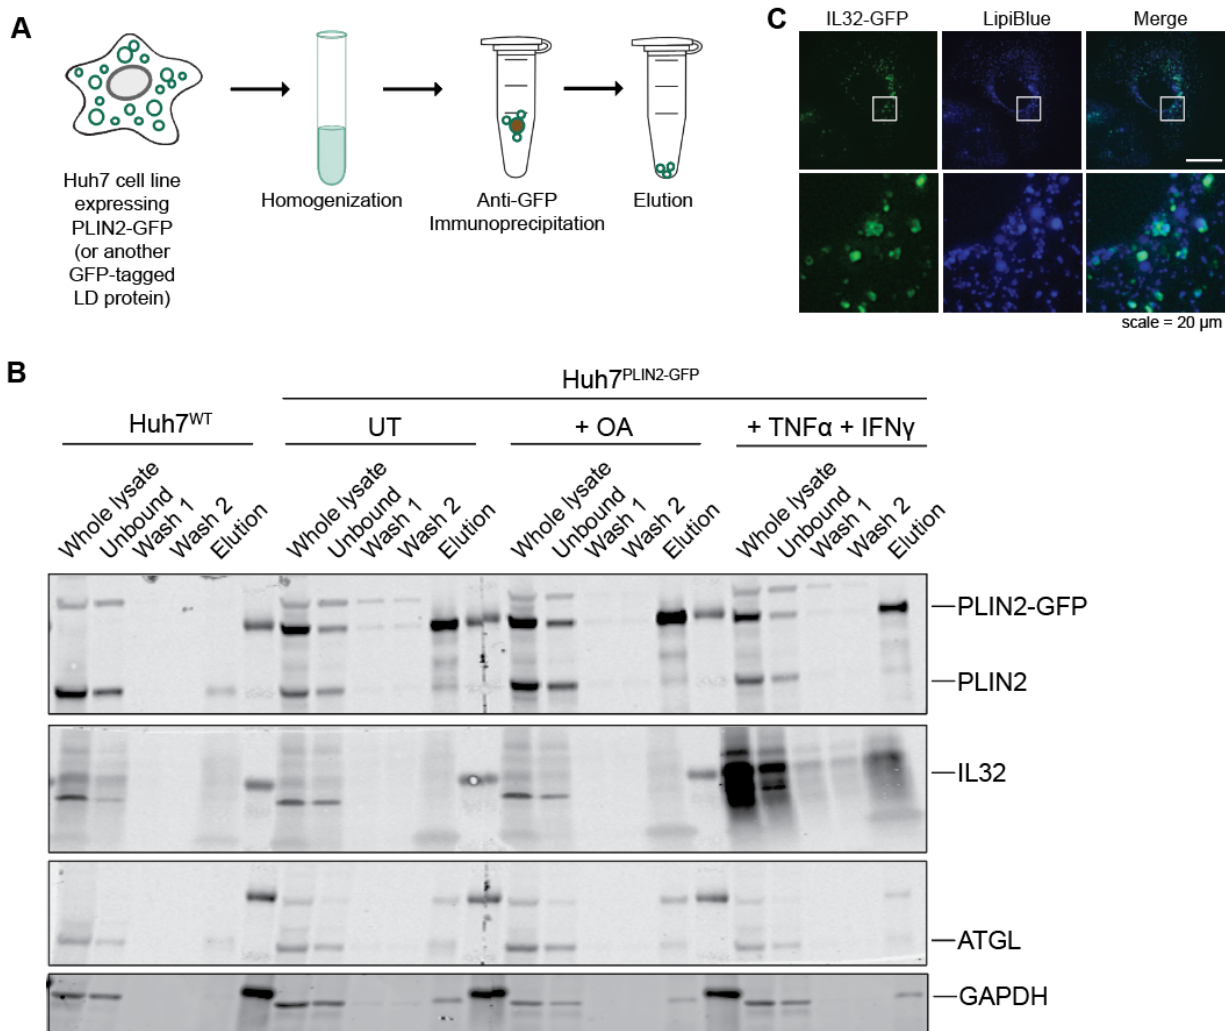 A
Huh7 cell line
expressing
PLIN2-GFP
(or another
GFP-tagged
LD protein)
Homogenization
Anti-GFP
Immunoprecipitation
Elution
C
IL32-GFP
LipiBlue
Merge
scale = 20 µm
B
Huh7PLIN2-GFP
Huh7WT
UT
+ OA
+ TNFα + IFNγ
Whole lysate
Unbound
Wash 1
Wash 2
Elution
Whole lysate
Unbound
Wash 1
Wash 2
Elution
Whole lysate
Unbound
Wash 1
Wash 2
Elution
Whole lysate
Unbound
Wash 1
Wash 2
Elution
PLIN2-GFP
PLIN2
IL32
ATGL
GAPDH